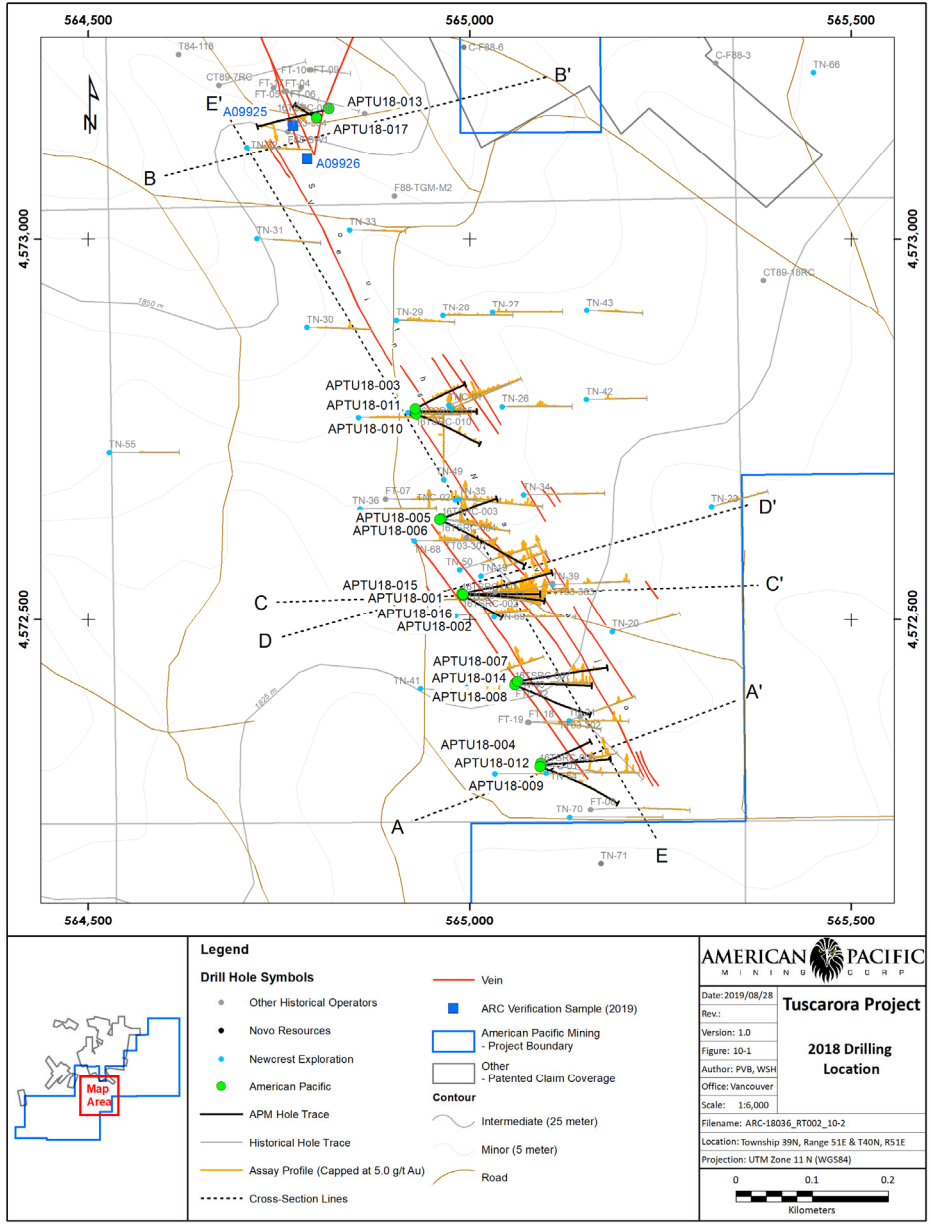 564,500
565,000
565,500
T84-118
C-F88-6
C-F88-3
TN-66
CT89-7RC
FT-10
FT-09
FT-04
FT-05
FT-06
B'
E'
A09925
APTU18-013
APTU18-017
N
A09926
B
F88-TGM-M2
4,573,000
4,573,000
TN-33
TN-31
CT89-18RC
1850 m
TN-30
TN-29
TN-28
TN-27
TN-43
APTU18-003
APTU18-011
APTU18-010
TN-26
TN-42
TN-55
TN-49
FT-07
TN-35
TN-34
TN-36
TN-23
APTU18-005
APTU18-006
16TSRC-003
D'
TN-68
TN-50
TN-19
TN-39
APTU18-015
C
APTU18-001
C'
APTU18-016
D
APTU18-002
TN-20
4,572,500
4,572,500
APTU18-007
APTU18-014
APTU18-008
TN-41
1825 m
A'
FT-18
FT-19
APTU18-004
APTU18-012
APTU18-009
A
TN-70
FT-08
E
TN-71
564,500
565,000
565,500
Map
Area
Legend
Drill Hole Symbols
Other Historical Operators
Novo Resources
Newcrest Exploration
American Pacific
APM Hole Trace
Historical Hole Trace
Assay Profile (Capped at 5.0 g/t Au)
Cross-Section Lines
Vein
ARC Verification Sample (2019)
American Pacific Mining
- Project Boundary
Other
- Patented Claim Coverage
Contour
Intermediate (25 meter)
Minor (5 meter)
Road
AMERICAN PACIFIC
MINING CORP
Date:2019/08/28
Rev.:
Version: 1.0
Figure: 10-1
Author: PVB, WSH
Office: Vancouver
Scale: 1:6,000
Tuscarora Project
2018 Drilling
Location
Filename: ARC-18036_RT002_10-2
Location: Township 39N, Range 51E & T40N, R51E
Projection: UTM Zone 11 N (WGS84)
0 0.1 0.2
Kilometers